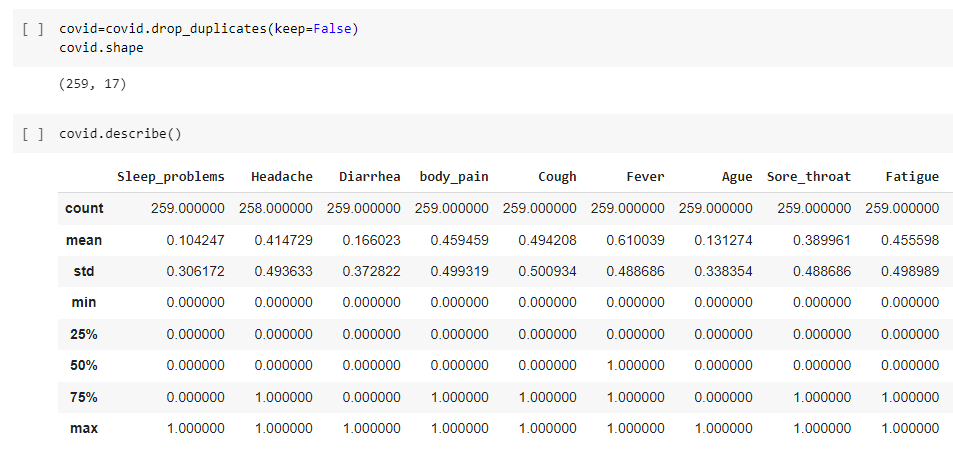 [ ] covid=covid.drop_duplicates(keep=False)
covid.shape
(259, 17)
[ ] covid.describe()
Sleep_problems Headache Diarrhea body_pain Cough Fever Ague Sore_throat Fatigue
count 259.000000 258.000000 259.000000 259.000000 259.000000 259.000000 259.000000 259.000000 259.000000
mean 0.104247 0.414729 0.166023 0.459459 0.494208 0.610039 0.131274 0.389961 0.455598
std 0.306172 0.493633 0.372822 0.499319 0.500934 0.488686 0.338354 0.488686 0.498989
min 0.000000 0.000000 0.000000 0.000000 0.000000 0.000000 0.000000 0.000000 0.000000
25% 0.000000 0.000000 0.000000 0.000000 0.000000 0.000000 0.000000 0.000000 0.000000
50% 0.000000 0.000000 0.000000 0.000000 0.000000 1.000000 0.000000 0.000000 0.000000
75% 0.000000 1.000000 0.000000 1.000000 1.000000 1.000000 0.000000 1.000000 1.000000
max 1.000000 1.000000 1.000000 1.000000 1.000000 1.000000 1.000000 1.000000 1.000000